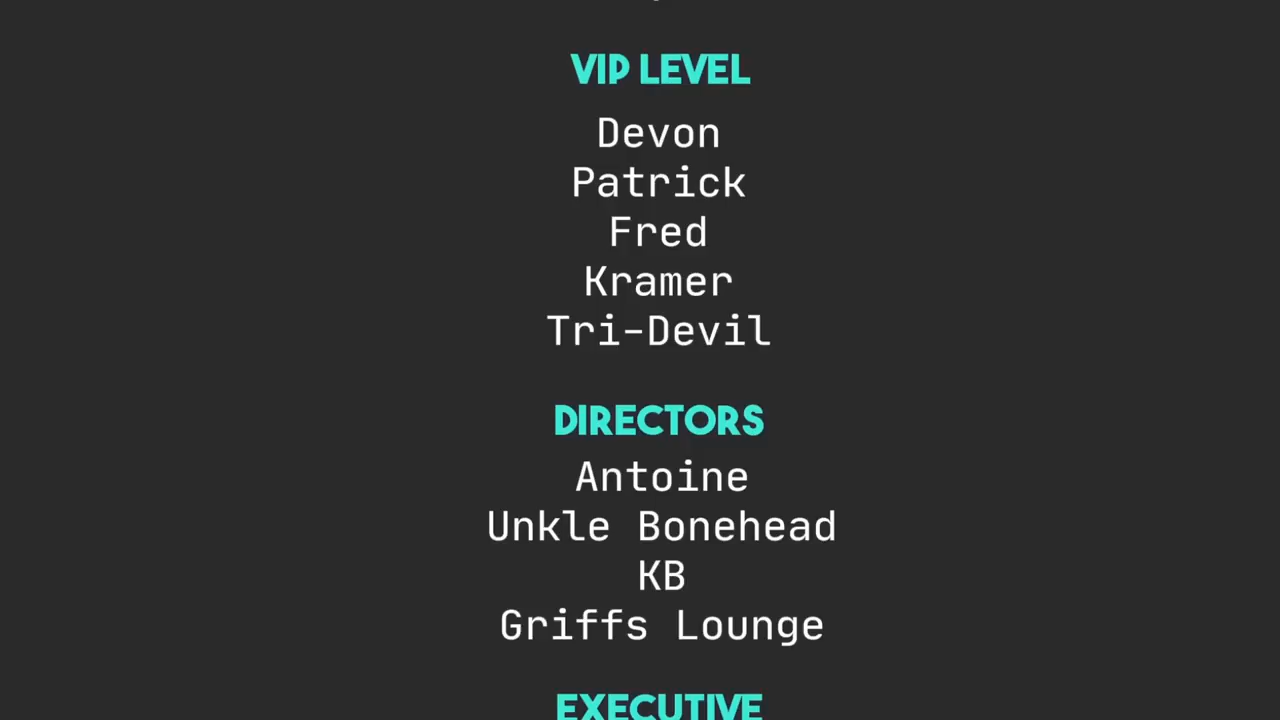 VIP LEVEL
Devon
Patrick
Fred
Kramer
Tri-Devil
DIRECTORS
Antoine
Unkle Bonehead
KB
Griffs Lounge
EXECUTIVE